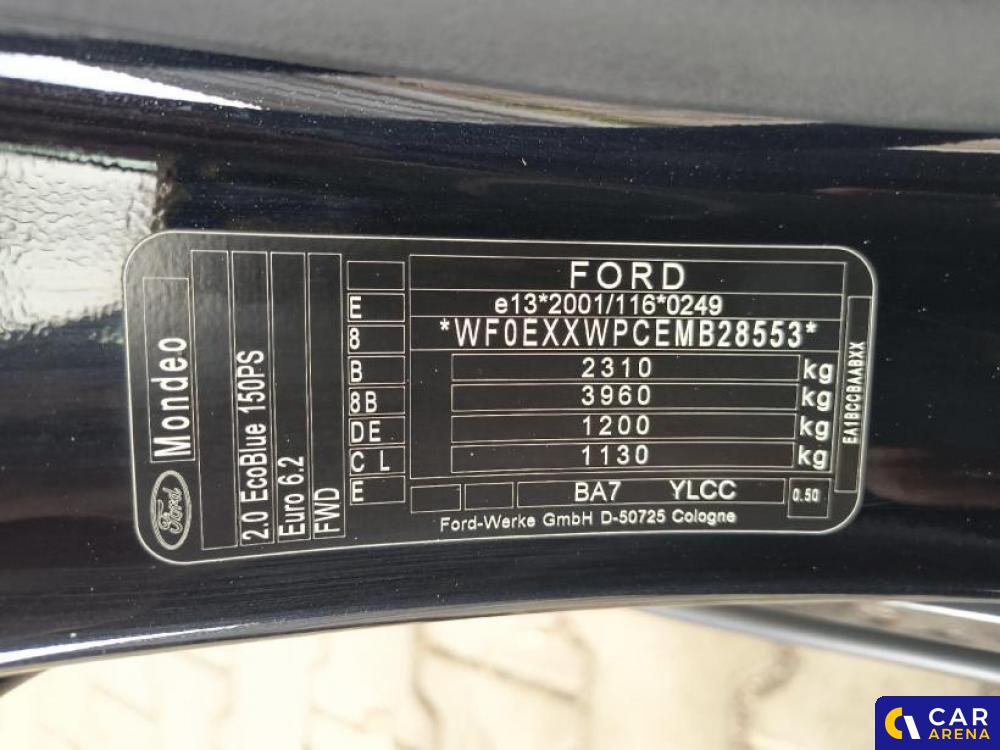 FORD
e13*2001/116*0249
*WF0EXXWPCEMB28553*
2310 kg
3960 kg
1200 kg
1130 kg
BA7 YLCC 0.50
Ford-Werke GmbH D-50725 Cologne
E
8
B
8B
DE
C L
E
Ford Mondeo
2.0 EcoBlue 150PS
Euro 6.2
FWD
EA1BCCBAABXX
CAR
ARENA